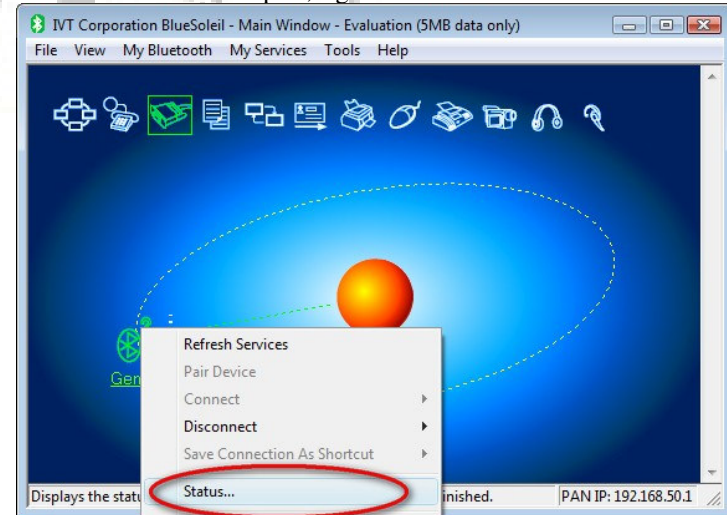 IVT Corporation BlueSoleil - Main Window - Evaluation (5MB data only)
File View My Bluetooth My Services Tools Help
Refresh Services
Gen
Pair Device
Connect
Disconnect
Save Connection As Shortcut
Status...
Displays the statu
inished.
PAN IP: 192.168.50.1